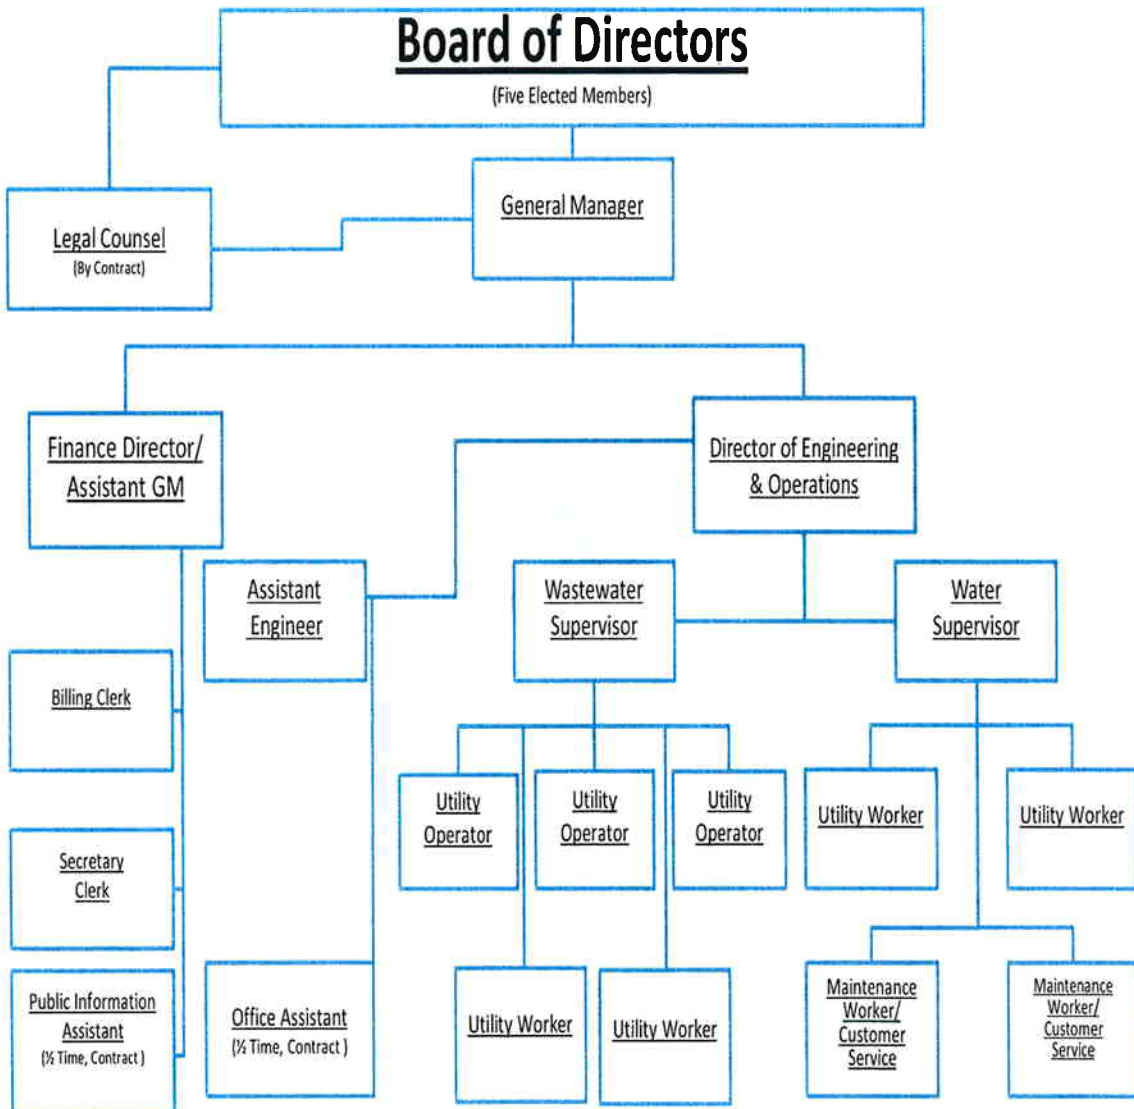 Board of Directors
(Five Elected Members)
General Manager
Legal Counsel
(By Contract)
Finance Director/
Assistant GM
Director of Engineering
& Operations
Assistant
Engineer
Wastewater
Supervisor
Water
Supervisor
Billing Clerk
Utility
Operator
Utility
Operator
Utility
Operator
Utility Worker
Utility Worker
Secretary
Clerk
Public Information
Assistant
(½ Time, Contract )
Office Assistant
(½ Time, Contract )
Utility Worker
Utility Worker
Maintenance
Worker/
Customer
Service
Maintenance
Worker/
Customer
Service